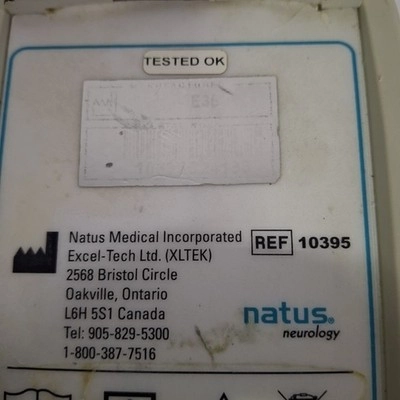 TESTED OK
Natus Medical Incorporated
Excel-Tech Ltd. (XLTEK)
2568 Bristol Circle
Oakville, Ontario
L6H 5S1 Canada
Tel: 905-829-5300
1-800-387-7516
REF 10395
natus®
neurology